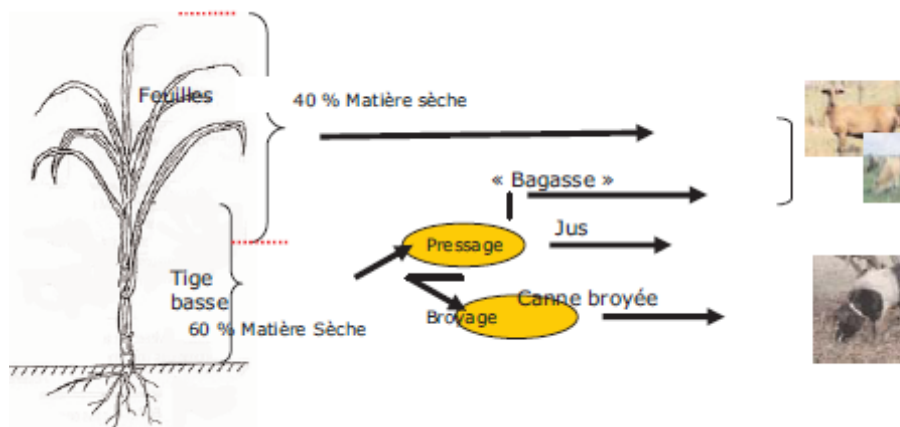 Feuilles
40 % Matière sèche
« Bagasse »
Pressage
Jus
Tige
basse
60 % Matière Sèche
Canne broyée
Broyage